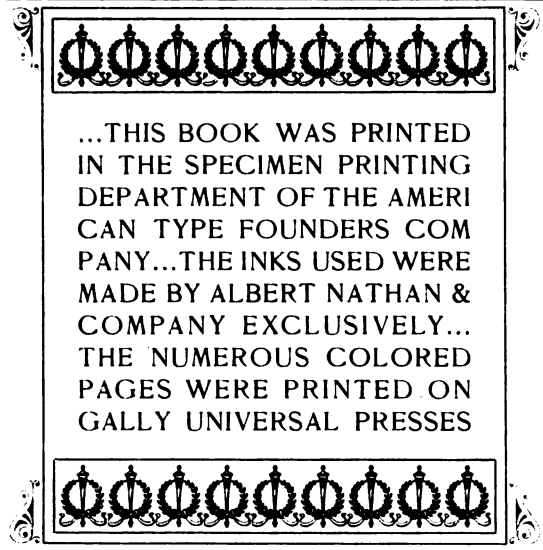 ...THIS BOOK WAS PRINTED
IN THE SPECIMEN PRINTING
DEPARTMENT OF THE AMERI
CAN TYPE FOUNDERS COM
PANY...THE INKS USED WERE
MADE BY ALBERT NATHAN &
COMPANY EXCLUSIVELY...
THE NUMEROUS COLORED
PAGES WERE PRINTED ON
GALLY UNIVERSAL PRESSES